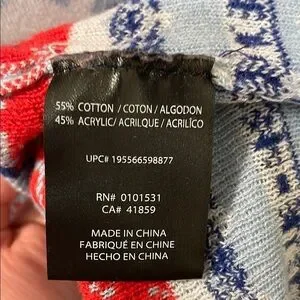 55% COTTON / COTON / ALGODON
45% ACRYLIC/ ACRILIQUE / ACRILÍCO
UPC# 195566598877
RN# 0101531
CA# 41859
MADE IN CHINA
FABRIQUÉ EN CHINE
HECHO EN CHINA